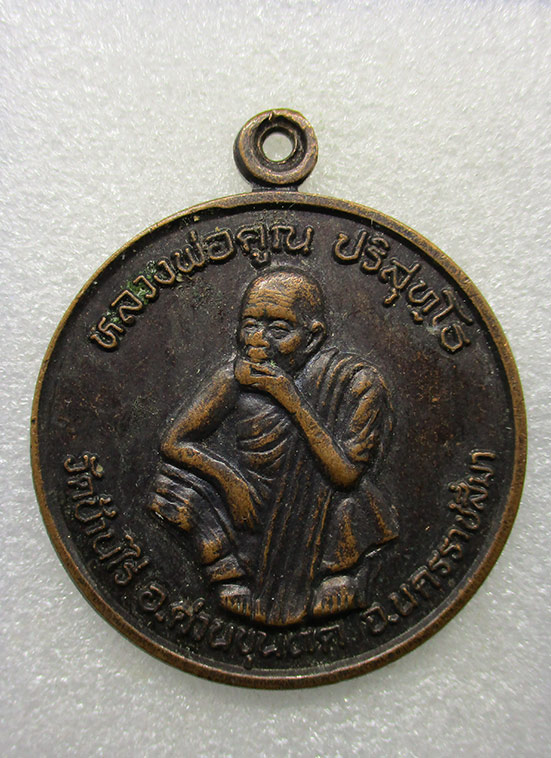 หลวงพ่อคูณ ปริสุทฺโธ
วัดบ้านไร่ อ.ด่านขุนทด จ.นครราชสีมา